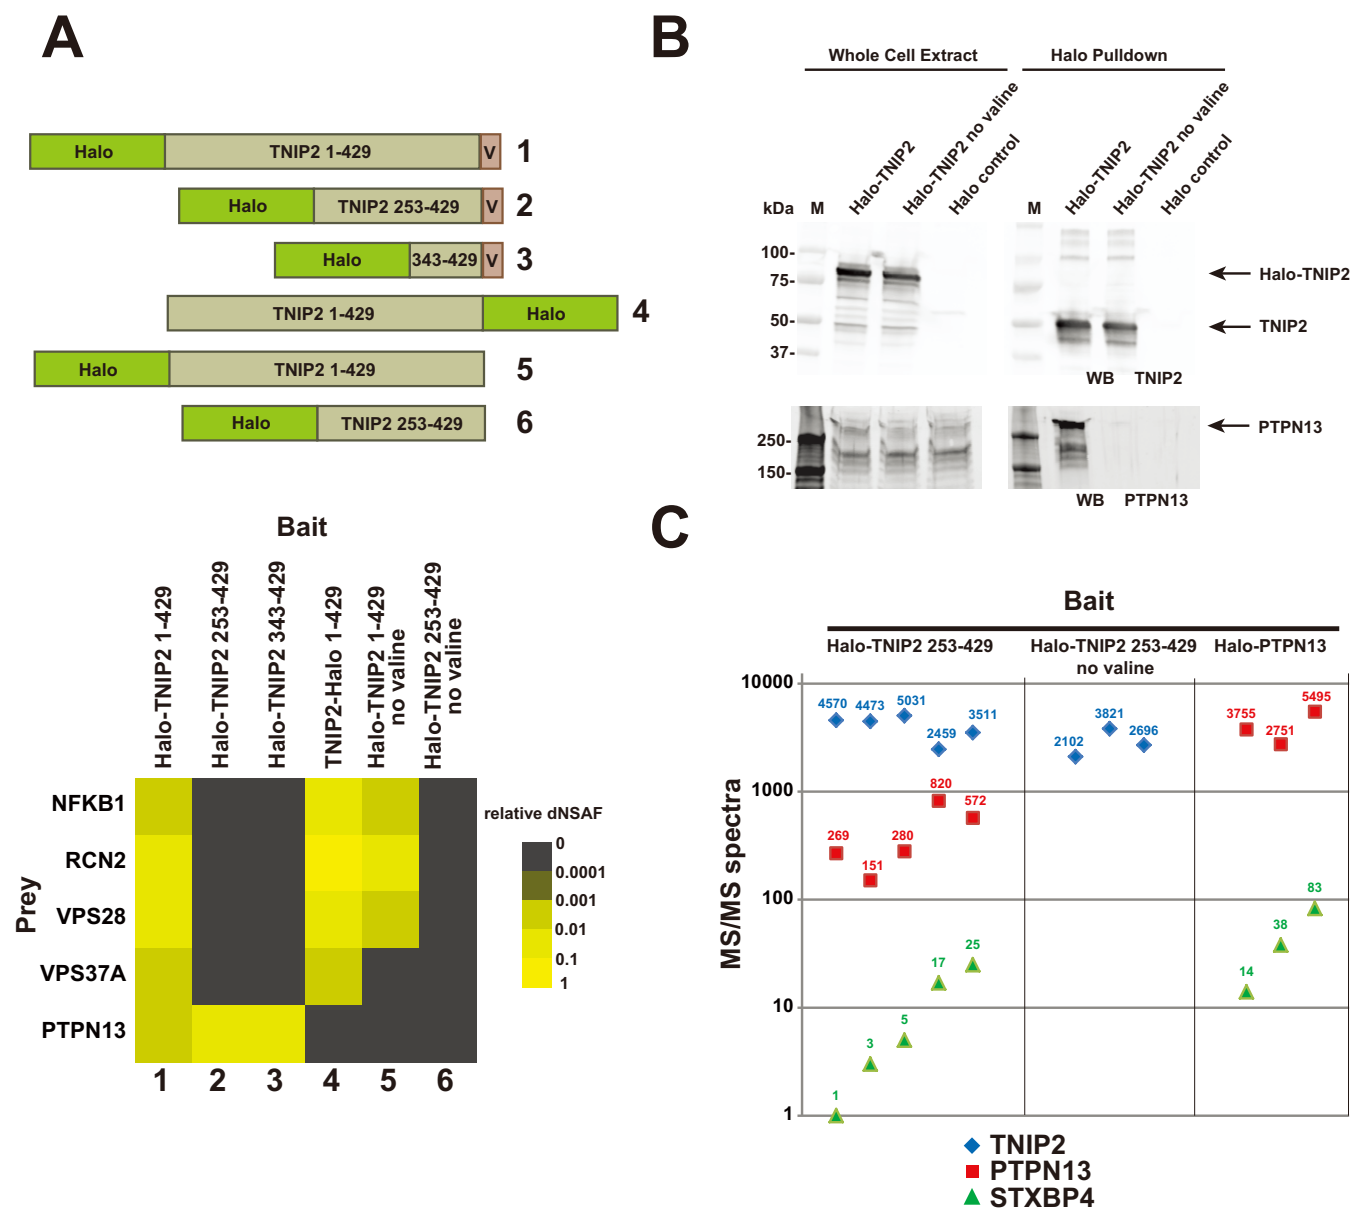 A
Halo TNIP2 1-429 V 1
Halo TNIP2 253-429 V 2
Halo 343-429 V 3
TNIP2 1-429 Halo 4
Halo TNIP2 1-429 5
Halo TNIP2 253-429 6
Bait
Halo-TNIP2 1-429
Halo-TNIP2 253-429
Halo-TNIP2 343-429
TNIP2-Halo 1-429
Halo-TNIP2 1-429
no valine
Halo-TNIP2 253-429
no valine
Prey
NFKB1
RCN2
VPS28
VPS37A
PTPN13
1 2 3 4 5 6
relative dNSAF
0
0.0001
0.001
0.01
0.1
1
B
Whole Cell Extract Halo Pulldown
kDa M Halo-TNIP2 Halo-TNIP2 no valine Halo control M Halo-TNIP2 Halo-TNIP2 no valine Halo control
100-
75-
50-
37-
Halo-TNIP2
TNIP2
WB TNIP2
250-
150-
PTPN13
WB PTPN13
C
Bait
Halo-TNIP2 253-429 Halo-TNIP2 253-429 Halo-PTPN13
no valine
MS/MS spectra
10000
1000
100
10
1
4570 4473 5031 2459 3511
2102 3821 2696
3755 2751 5495
269 151 280 820 572
1 3 5 17 25
14 38 83
TNIP2
PTPN13
STXBP4